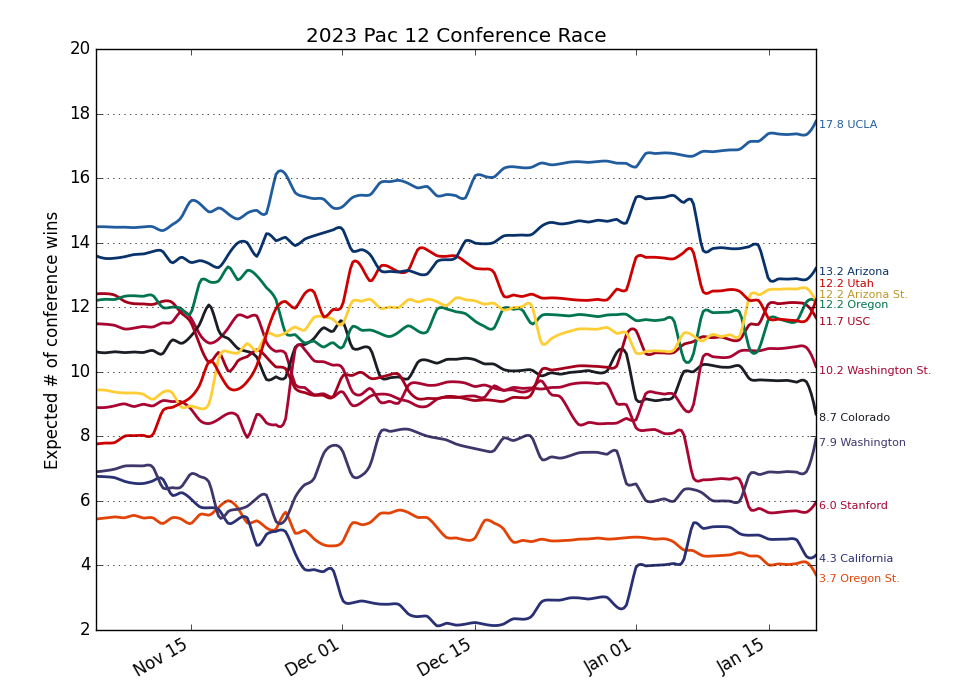 2023 Pac 12 Conference Race
Expected # of conference wins
20
18
16
14
12
10
8
6
4
2
17.8 UCLA
13.2 Arizona
12.2 Utah
12.2 Arizona St.
12.2 Oregon
11.7 USC
10.2 Washington St.
8.7 Colorado
7.9 Washington
6.0 Stanford
4.3 California
3.7 Oregon St.
Nov 15
Dec 01
Dec 15
Jan 01
Jan 15